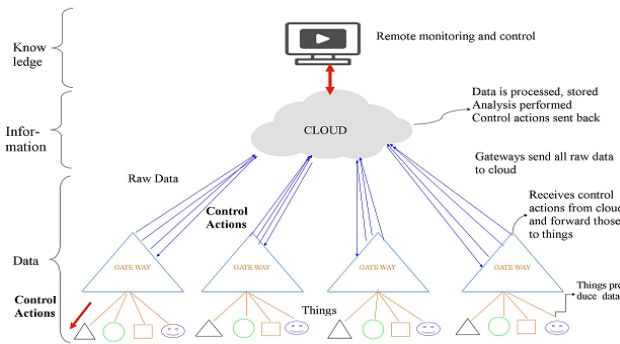 Know
ledge
Remote monitoring and control
Infor-
mation
CLOUD
Data is processed, stored
Analysis performed
Control actions sent back
Gateways send all raw data
to cloud
Raw Data
Control
Actions
Receives control
actions from cloud
and forward those
to things
Data
GATE WAY
GATE WAY
GATE WAY
GATE WAY
Control
Actions
Things
Things pro
duce data